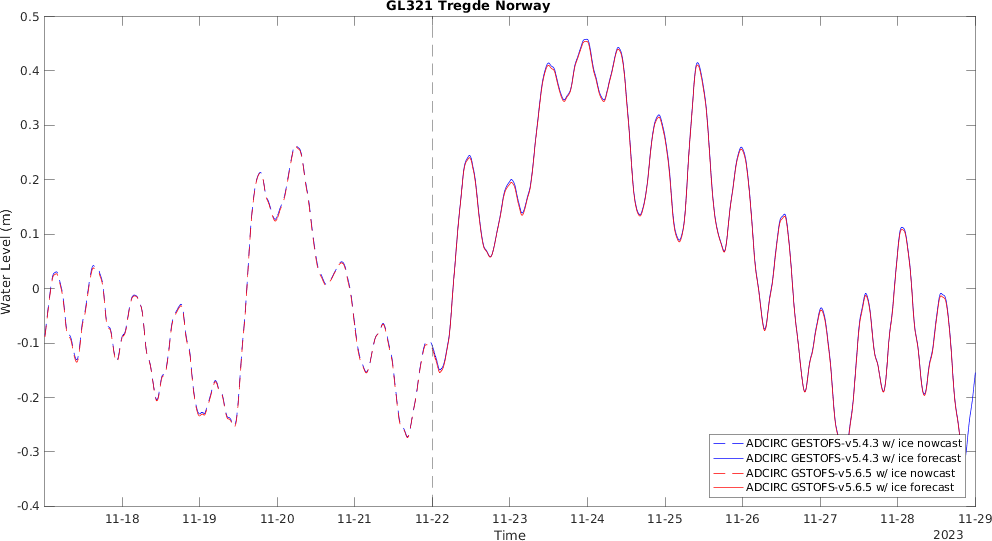 GL321 Tregde Norway
0.5
0.4
0.3
0.2
0.1
0
-0.1
-0.2
-0.3
-0.4
Water Level (m)
ADCIRC GESTOFS-v5.4.3 w/ ice nowcast
ADCIRC GESTOFS-v5.4.3 w/ ice forecast
ADCIRC GSTOFS-v5.6.5 w/ ice nowcast
ADCIRC GSTOFS-v5.6.5 w/ ice forecast
11-18 11-19 11-20 11-21 11-22 11-23 11-24 11-25 11-26 11-27 11-28 11-29
Time
2023